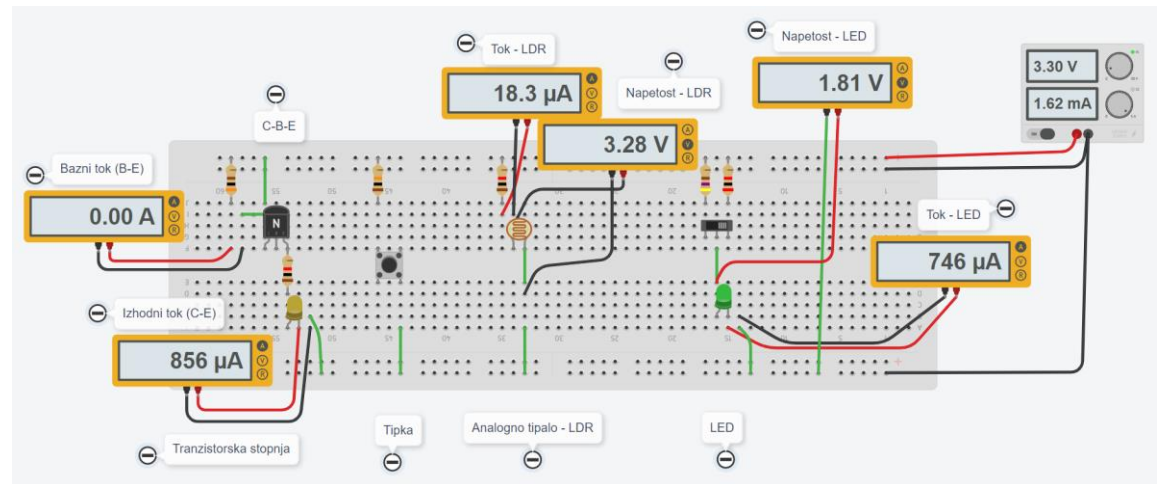 Napetost - LED
Tok - LDR
1.81 V
3.30 V
1.62 mA
18.3 µA
Napetost - LDR
C-B-E
3.28 V
Bazni tok (B-E)
0.00 A
N
Tok - LED
746 µA
Izhodni tok (C-E)
856 µA
Tipka
Analogno tipalo - LDR
LED
Tranzistorska stopnja